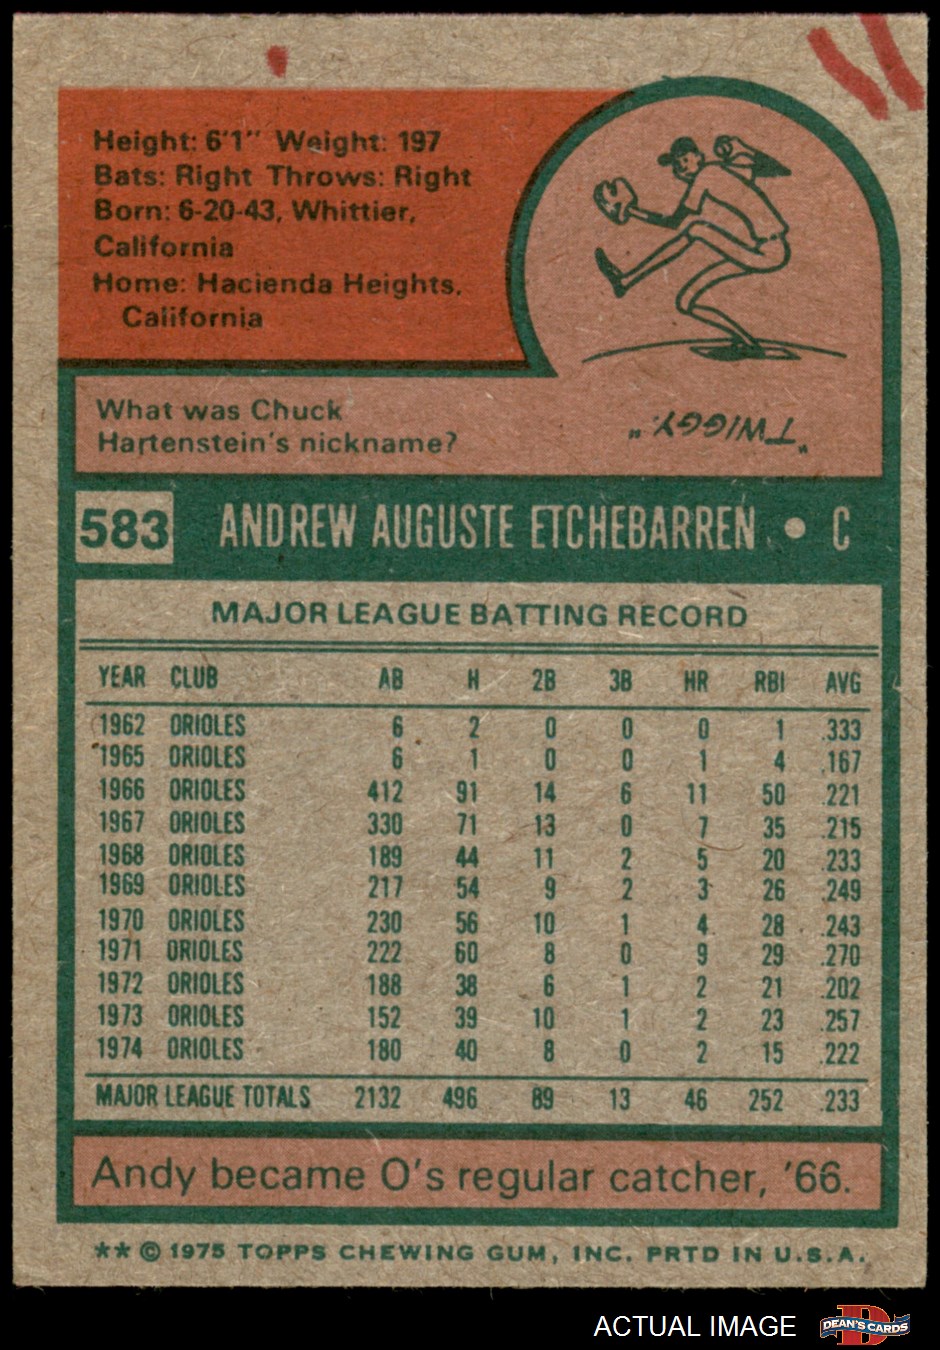 Height: 6'1" Weight: 197
Bats: Right Throws: Right
Born: 6-20-43, Whittier,
California
Home: Hacienda Heights,
California
What was Chuck
Hartenstein's nickname?
"TWIGGY."
583 ANDREW AUGUSTE ETCHEBARREN • C
MAJOR LEAGUE BATTING RECORD
YEAR CLUB AB H 2B 3B HR RBI AVG
1962 ORIOLES 6 2 0 0 0 1 .333
1965 ORIOLES 6 1 0 0 1 4 .167
1966 ORIOLES 412 91 14 6 11 50 .221
1967 ORIOLES 330 71 13 0 7 35 .215
1968 ORIOLES 189 44 11 2 5 20 .233
1969 ORIOLES 217 54 9 2 3 26 .249
1970 ORIOLES 230 56 10 1 4 28 .243
1971 ORIOLES 222 60 8 0 9 29 .270
1972 ORIOLES 188 38 6 1 2 21 .202
1973 ORIOLES 152 39 10 1 2 23 .257
1974 ORIOLES 180 40 8 0 2 15 .222
MAJOR LEAGUE TOTALS 2132 496 89 13 46 252 .233
Andy became O's regular catcher, '66.
** © 1975 TOPPS CHEWING GUM, INC. PRTD IN U.S.A.
ACTUAL IMAGE D DEAN'S CARDS